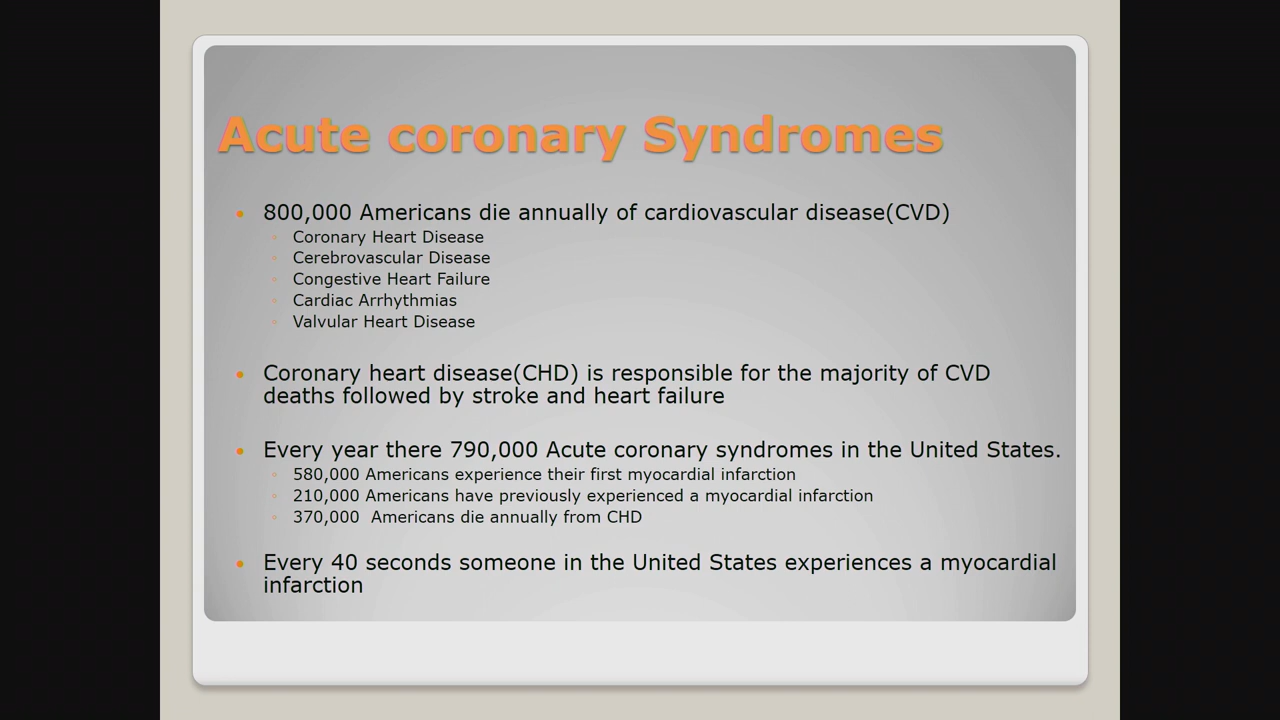 Acute coronary Syndromes
800,000 Americans die annually of cardiovascular disease(CVD)
Coronary Heart Disease
Cerebrovascular Disease
Congestive Heart Failure
Cardiac Arrhythmias
Valvular Heart Disease
Coronary heart disease(CHD) is responsible for the majority of CVD
deaths followed by stroke and heart failure
Every year there 790,000 Acute coronary syndromes in the United States.
580,000 Americans experience their first myocardial infarction
210,000 Americans have previously experienced a myocardial infarction
370,000  Americans die annually from CHD
Every 40 seconds someone in the United States experiences a myocardial
infarction